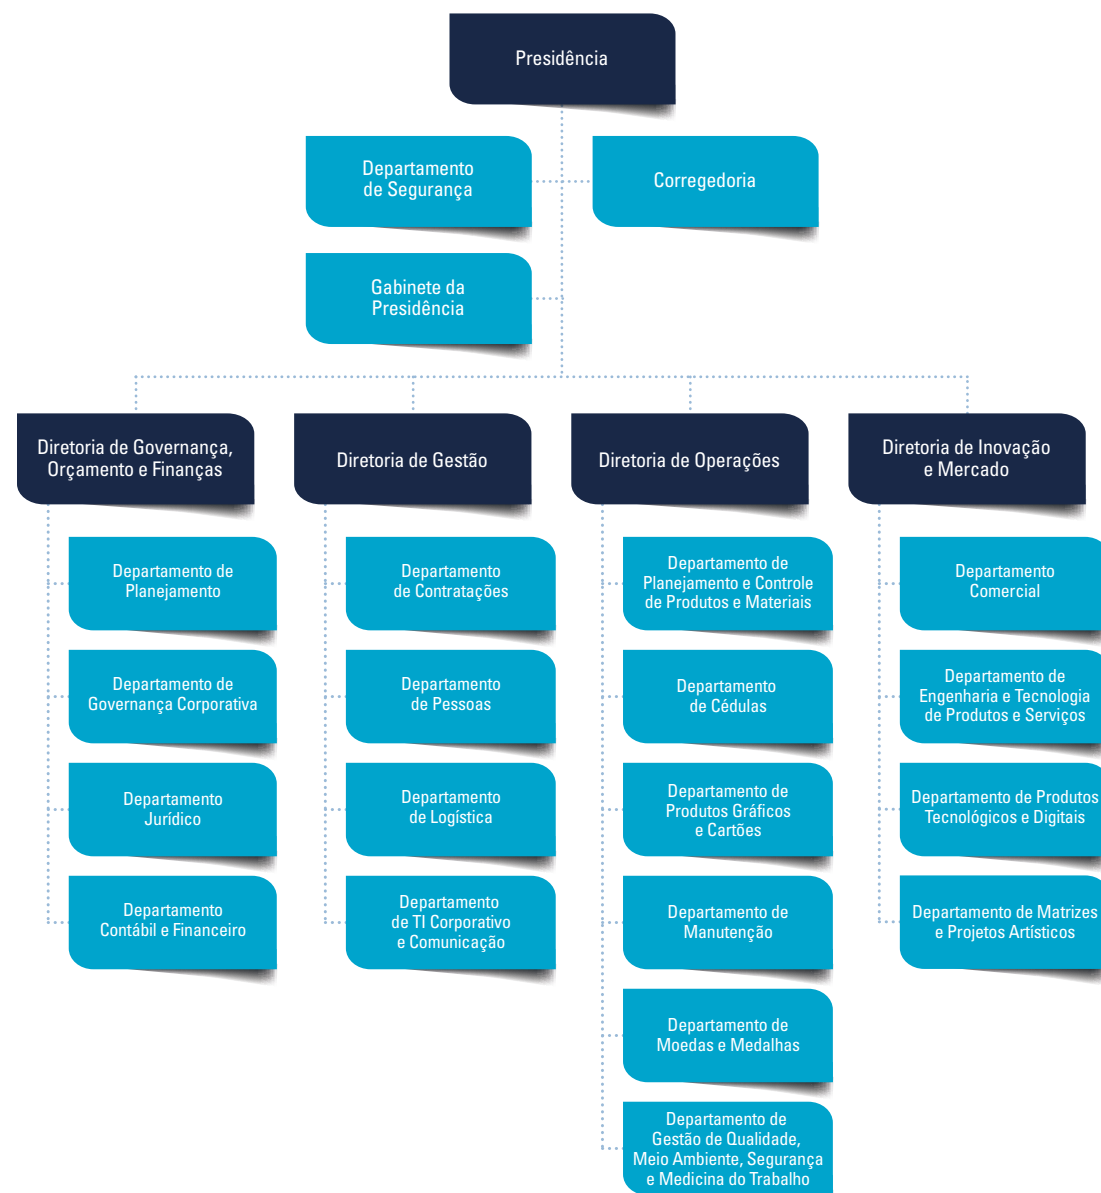 Presidência
Departamento
de Segurança
Corregedoria
Gabinete da
Presidência
Diretoria de Governança,
Orçamento e Finanças
Departamento de
Planejamento
Departamento de
Governança Corporativa
Departamento
Jurídico
Departamento
Contábil e Financeiro
Diretoria de Gestão
Departamento
de Contratações
Departamento
de Pessoas
Departamento
de Logística
Departamento
de TI Corporativo
e Comunicação
Diretoria de Operações
Departamento de
Planejamento e Controle
de Produtos e Materiais
Departamento
de Cédulas
Departamento de
Produtos Gráficos
e Cartões
Departamento de
Manutenção
Departamento de
Moedas e Medalhas
Departamento de
Gestão de Qualidade,
Meio Ambiente, Segurança
e Medicina do Trabalho
Diretoria de Inovação
e Mercado
Departamento
Comercial
Departamento de
Engenharia e Tecnologia
de Produtos e Serviços
Departamento de Produtos
Tecnológicos e Digitais
Departamento de Matrizes
e Projetos Artísticos